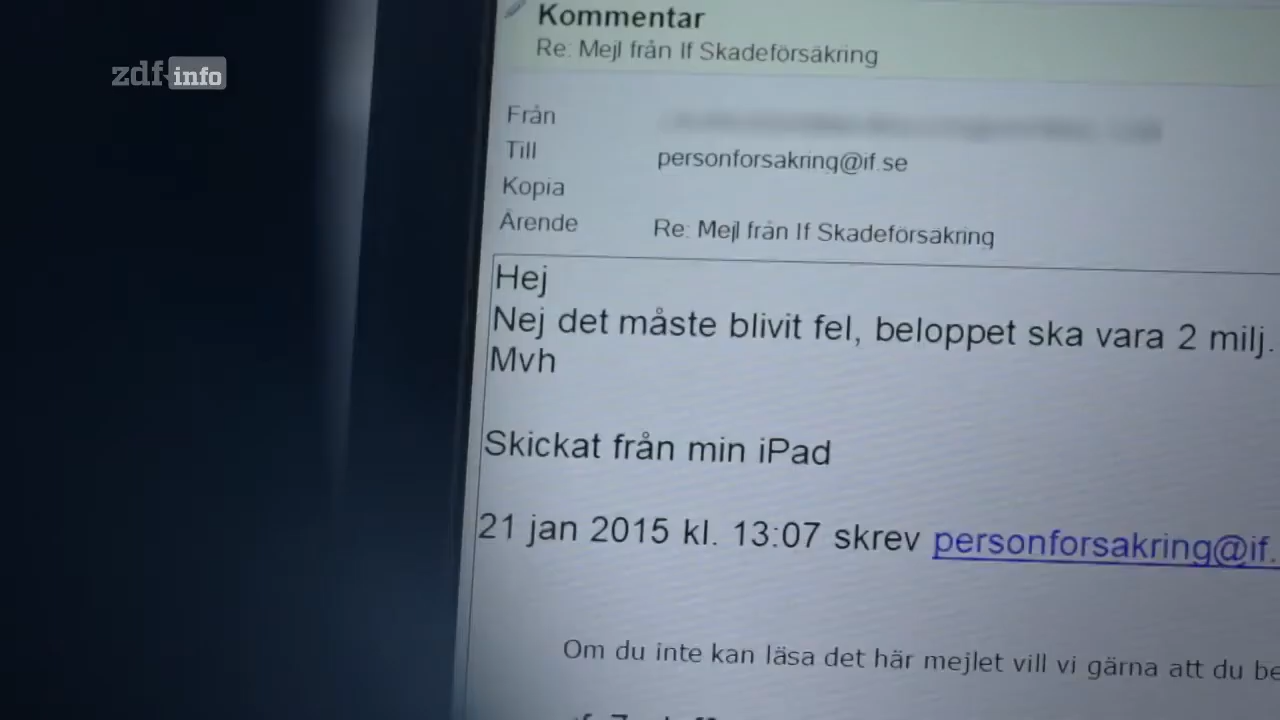 zdf info
Kommentar
Re: Mejl från If Skadeförsäkring
Från
Till personforsakring@if.se
Kopia
Ärende Re: Mejl från If Skadeförsäkring
Hej
Nej det måste blivit fel, beloppet ska vara 2 milj.
Mvh
Skickat från min iPad
21 jan 2015 kl. 13:07 skrev personforsakring@if.
Om du inte kan läsa det här mejlet vill vi gärna att du be